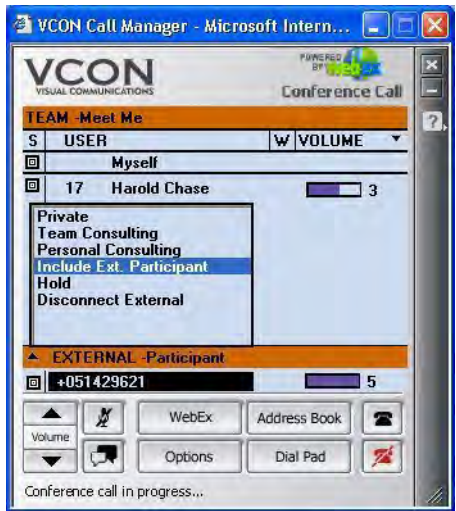 VCON Call Manager - Microsoft Intern...
VCON
VISUAL COMMUNICATIONS
POWERED
BY webex
Conference Call
TEAM -Meet Me
S USER W VOLUME
Myself
17 Harold Chase 3
Private
Team Consulting
Personal Consulting
Include Ext. Participant
Hold
Disconnect External
EXTERNAL -Participant
+051429621 5
Volume
WebEx
Address Book
Options
Dial Pad
Conference call in progress...
?